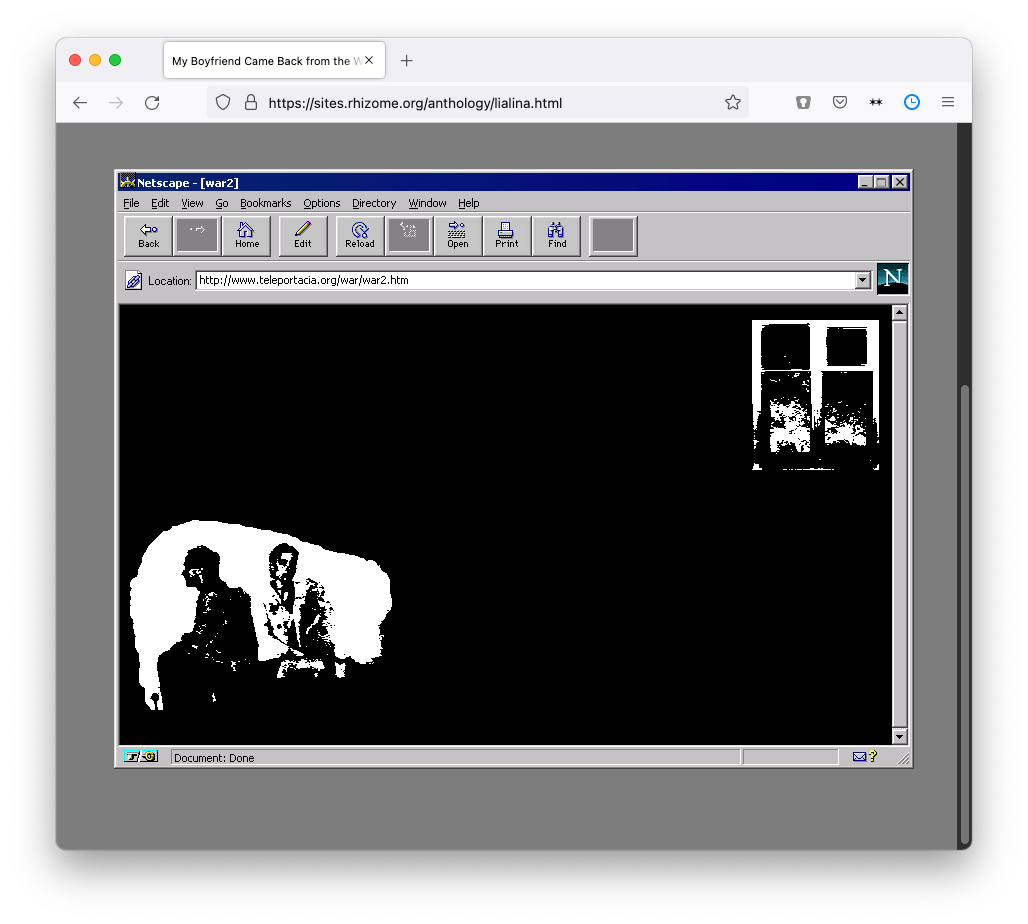 My Boyfriend Came Back from the W
https://sites.rhizome.org/anthology/lialina.html
Netscape - [war2]
File Edit View Go Bookmarks Options Directory Window Help
Back Home Edit Reload Open Print Find
Location: http://www.teleportacia.org/war/war2.htm
N
Document: Done